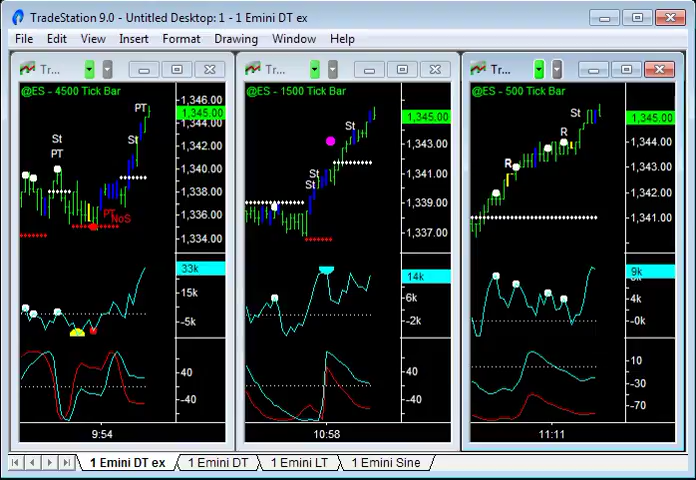 TradeStation 9.0 - Untitled Desktop: 1 - 1 Emini DT ex
File Edit View Insert Format Drawing Window Help
Tr...
@ES - 4500 Tick Bar
1,346.00
1,345.00
1,344.00
1,342.00
1,340.00
1,338.00
1,336.00
1,334.00
PT
St
St
PT
PT
NoS
33k
15k
-5k
40
-40
9:54
Tr...
@ES - 1500 Tick Bar
1,345.00
1,343.00
1,341.00
1,339.00
1,337.00
St
St
St
14k
6k
-2k
40
-40
10:58
Tr...
@ES - 500 Tick Bar
1,345.00
1,344.00
1,343.00
1,342.00
1,341.00
St
R
R
9k
4k
-0k
10
-30
-70
11:11
1 Emini DT ex 1 Emini DT 1 Emini LT 1 Emini Sine